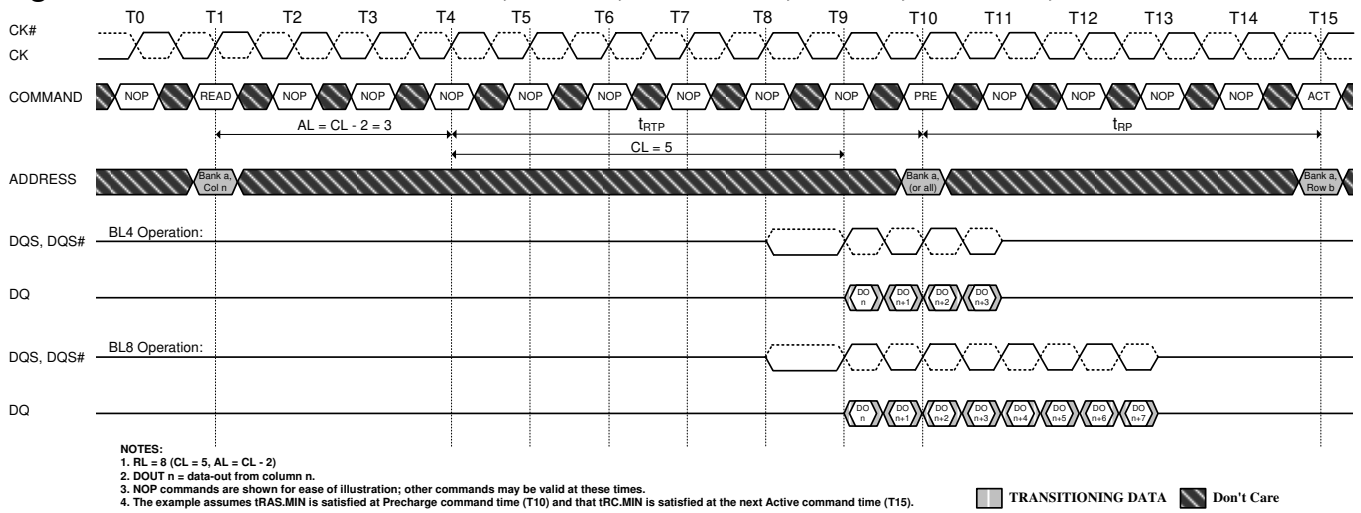 T0 T1 T2 T3 T4 T5 T6 T7 T8 T9 T10 T11 T12 T13 T14 T15
CK#
CK
COMMAND NOP READ NOP NOP NOP NOP NOP NOP NOP NOP PRE NOP NOP NOP NOP ACT
AL = CL - 2 = 3 tRTP tRP
CL = 5
ADDRESS Bank a, Col n Bank a, (or all) Bank a, Row b
DQS, DQS# BL4 Operation:
DQ DO n DO n+1 DO n+2 DO n+3
DQS, DQS# BL8 Operation:
DQ DO n DO n+1 DO n+2 DO n+3 DO n+4 DO n+5 DO n+6 DO n+7
NOTES:
1. RL = 8 (CL = 5, AL = CL - 2)
2. DOUT n = data-out from column n.
3. NOP commands are shown for ease of illustration; other commands may be valid at these times.
4. The example assumes tRAS.MIN is satisfied at Precharge command time (T10) and that tRC.MIN is satisfied at the next Active command time (T15).
TRANSITIONING DATA Don't Care